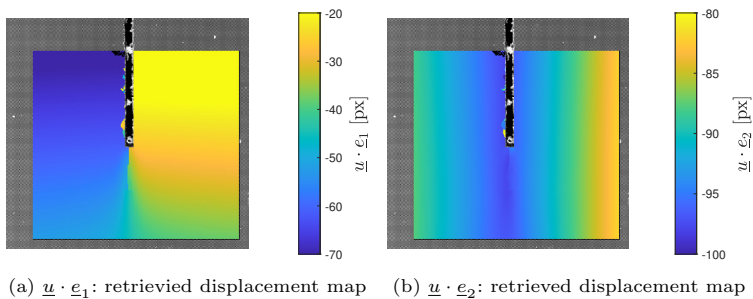 -20
-30
-40
-50
-60
-70
u · e₁ [px]
-80
-85
-90
-95
-100
u · e₂ [px]
(a) u · e₁: retrievied displacement map
(b) u · e₂: retrieved displacement map